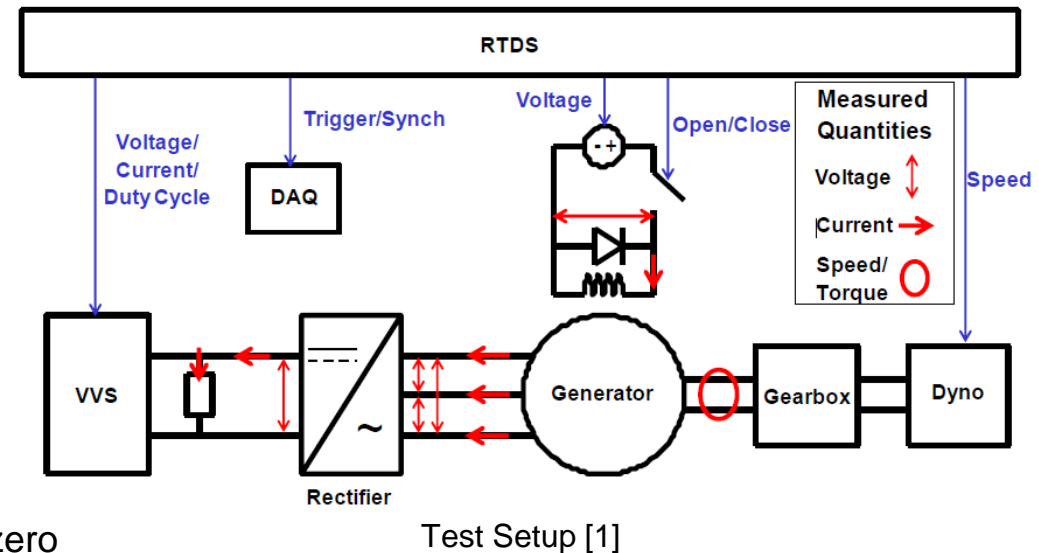 RTDS
Voltage/
Current/
Duty Cycle
Trigger/Synch
DAQ
Voltage
- +
Open/Close
Measured
Quantities
Voltage
Current
Speed/
Torque
Speed
VVS
~
Rectifier
Generator
Gearbox
Dyno
zero
Test Setup [1]